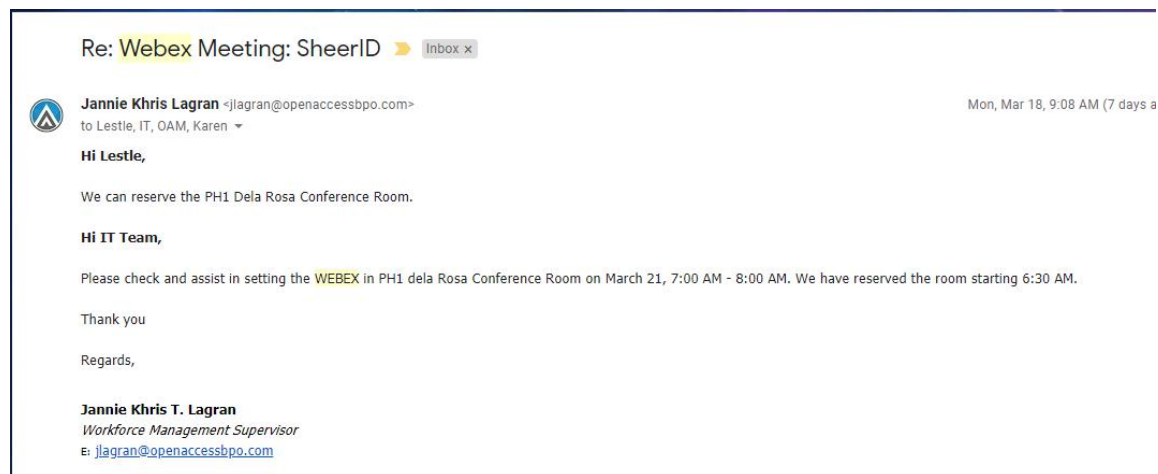 Re: Webex Meeting: SheerID Inbox x
Jannie Khris Lagran <jlagran@openaccessbpo.com> Mon, Mar 18, 9:08 AM (7 days a
to Lestle, IT, OAM, Karen
Hi Lestle,
We can reserve the PH1 Dela Rosa Conference Room.
Hi IT Team,
Please check and assist in setting the WEBEX in PH1 dela Rosa Conference Room on March 21, 7:00 AM - 8:00 AM. We have reserved the room starting 6:30 AM.
Thank you
Regards,
Jannie Khris T. Lagran
Workforce Management Supervisor
E: jlagran@openaccessbpo.com